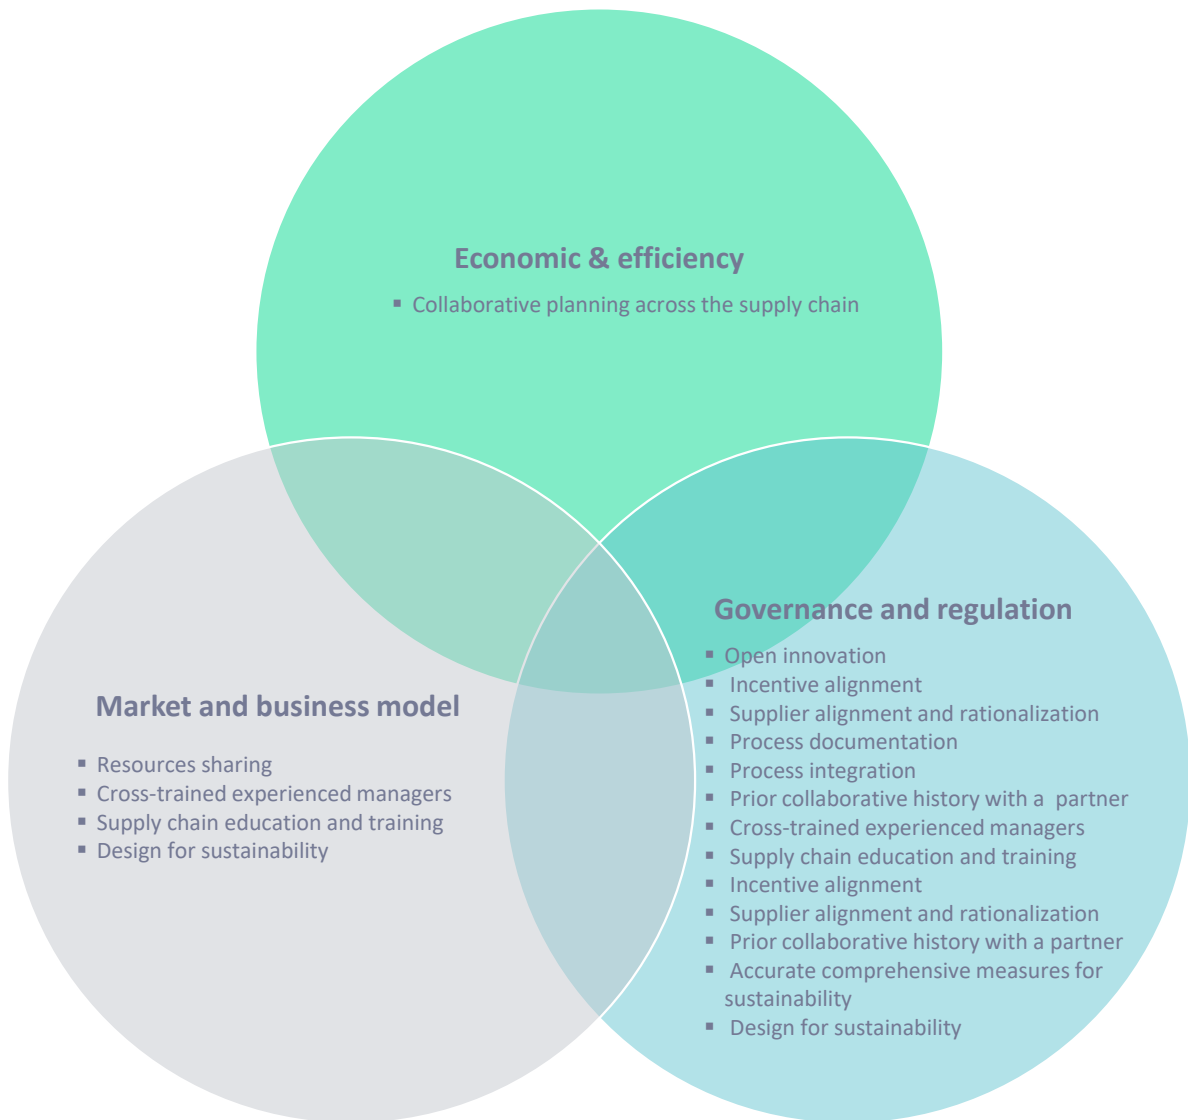 Economic & efficiency
▪ Collaborative planning across the supply chain
Market and business model
▪ Resources sharing
▪ Cross-trained experienced managers
▪ Supply chain education and training
▪ Design for sustainability
Governance and regulation
▪ Open innovation
▪ Incentive alignment
▪ Supplier alignment and rationalization
▪ Process documentation
▪ Process integration
▪ Prior collaborative history with a partner
▪ Cross-trained experienced managers
▪ Supply chain education and training
▪ Incentive alignment
▪ Supplier alignment and rationalization
▪ Prior collaborative history with a partner
▪ Accurate comprehensive measures for
sustainability
▪ Design for sustainability